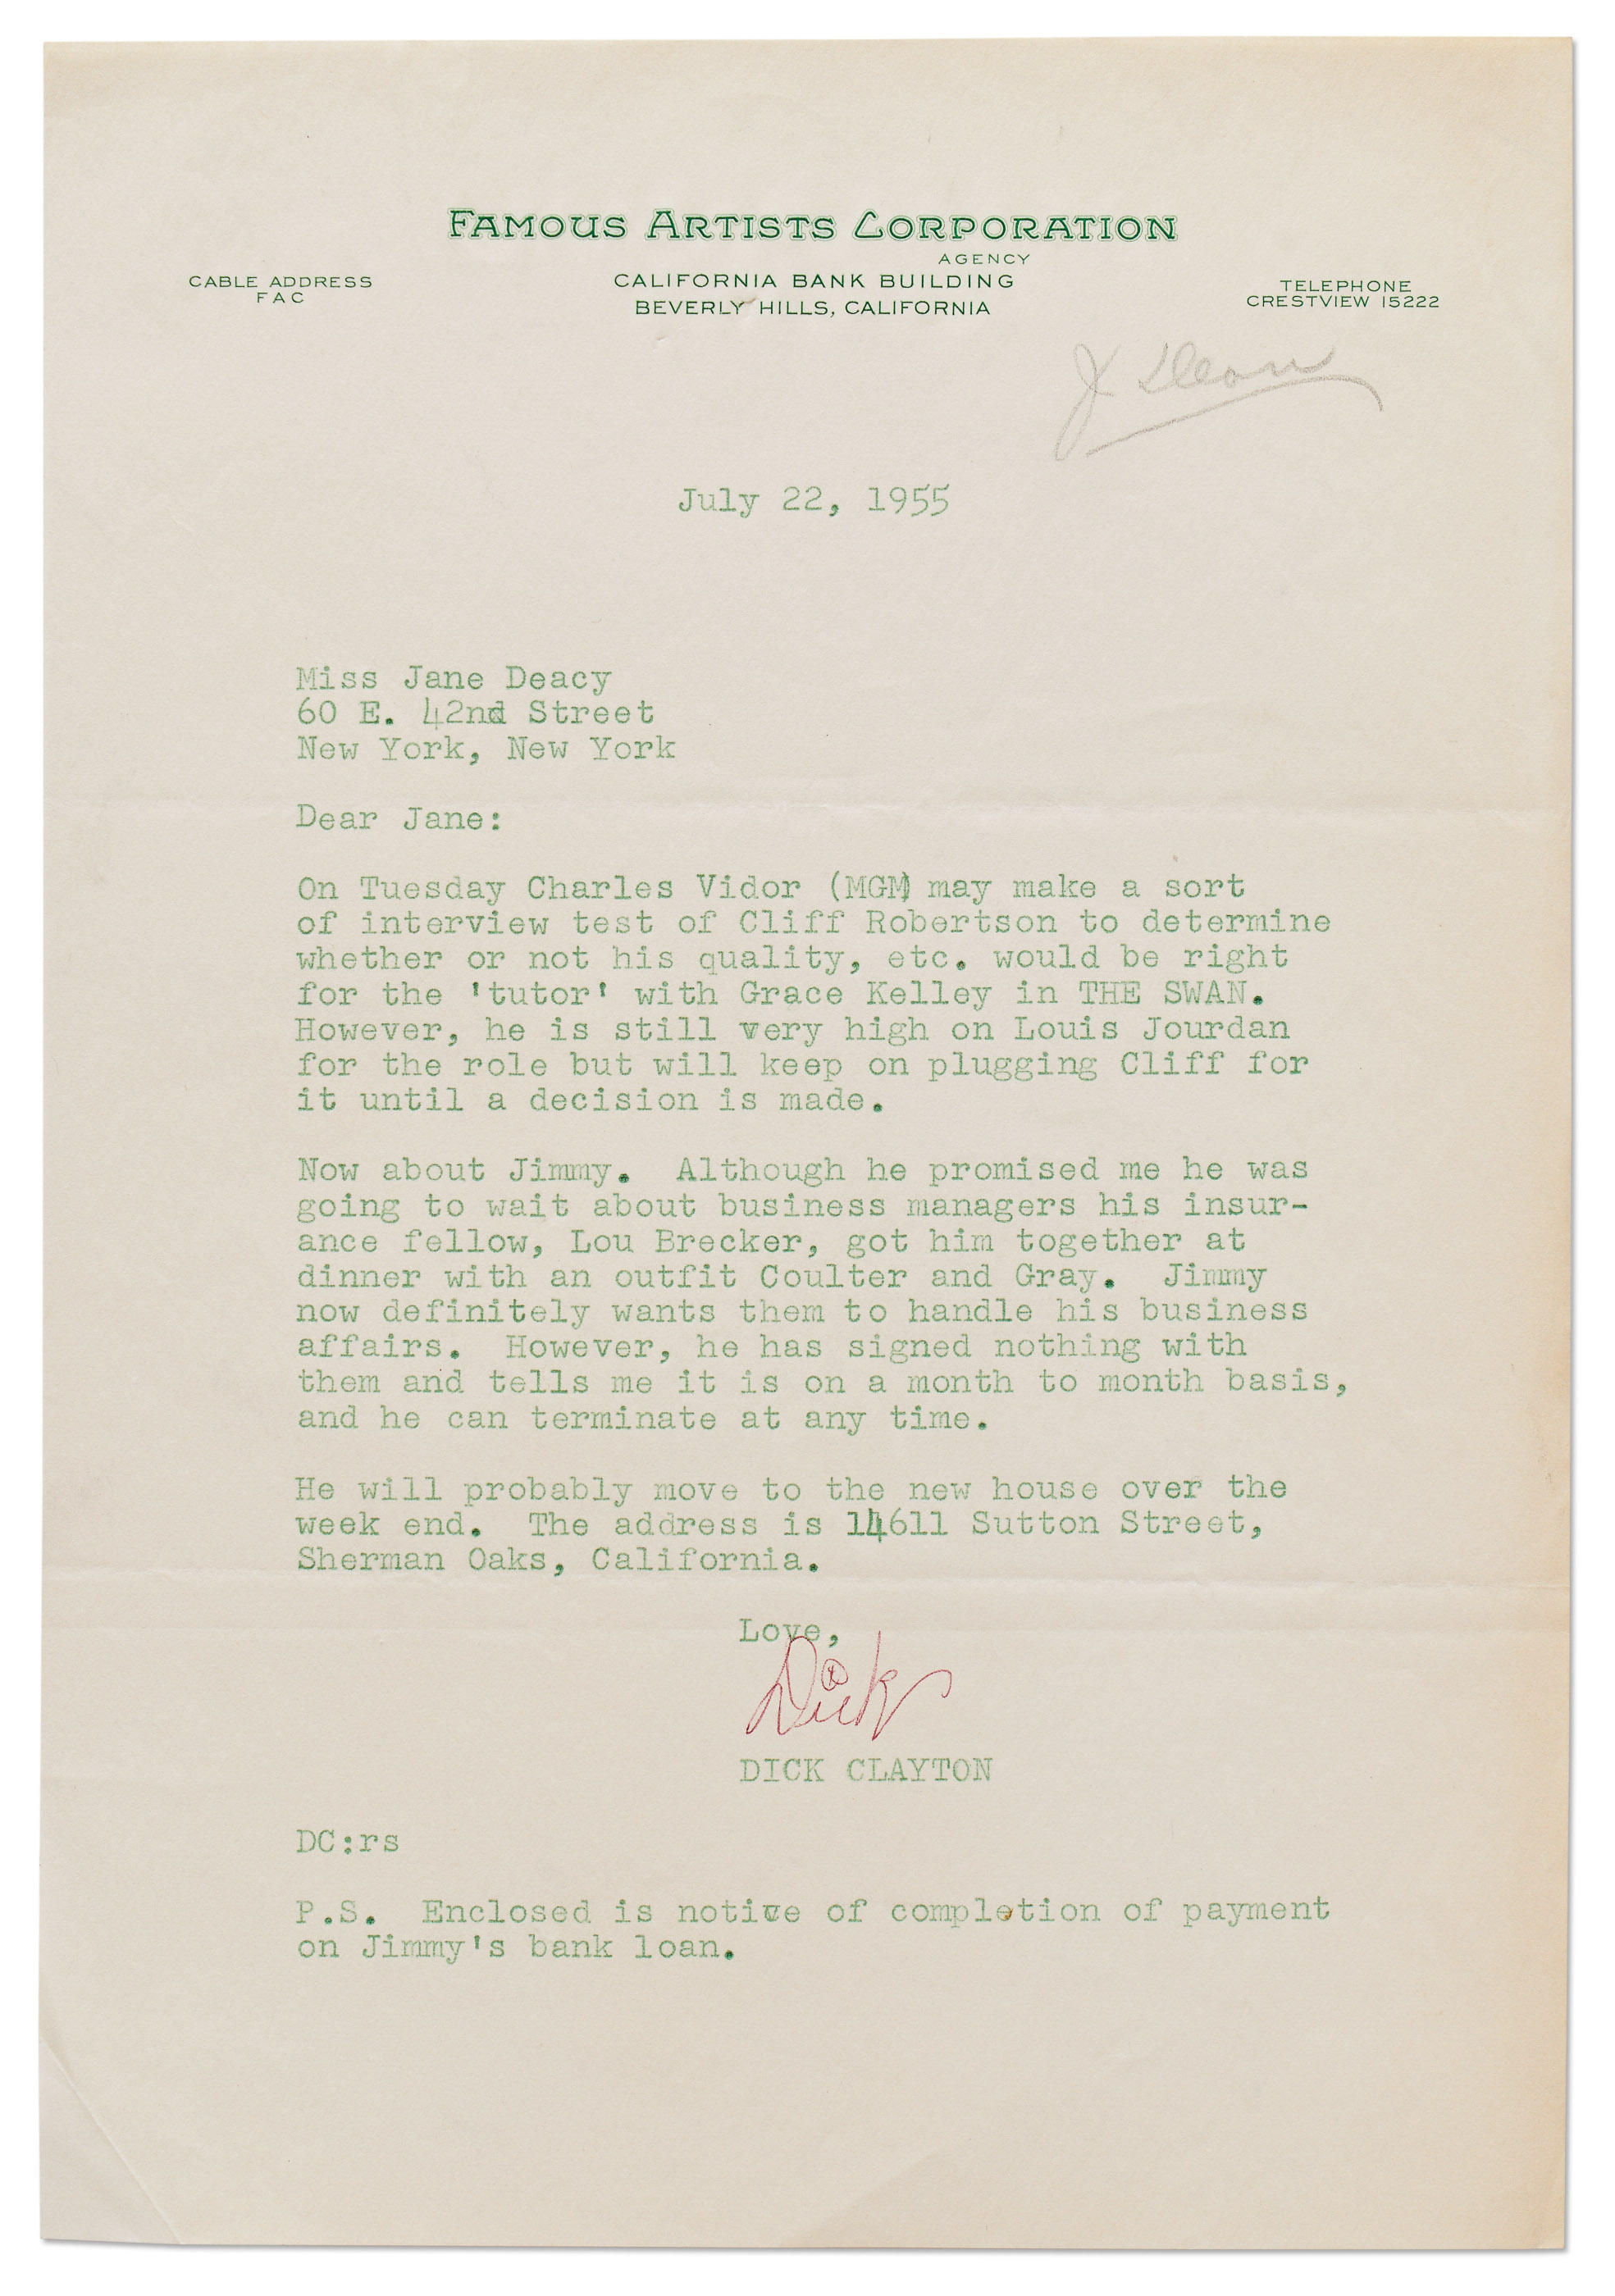 FAMOUS ARTISTS CORPORATION
AGENCY
CABLE ADDRESS
FAC
CALIFORNIA BANK BUILDING
BEVERLY HILLS, CALIFORNIA
TELEPHONE
CRESTVIEW 15222
J Dean
July 22, 1955
Miss Jane Deacy
60 E. 42nd Street
New York, New York
Dear Jane:
On Tuesday Charles Vidor (MGM) may make a sort
of interview test of Cliff Robertson to determine
whether or not his quality, etc. would be right
for the 'tutor' with Grace Kelley in THE SWAN.
However, he is still very high on Louis Jourdan
for the role but will keep on plugging Cliff for
it until a decision is made.
Now about Jimmy.  Although he promised me he was
going to wait about business managers his insur-
ance fellow, Lou Brecker, got him together at
dinner with an outfit Coulter and Gray.  Jimmy
now definitely wants them to handle his business
affairs.  However, he has signed nothing with
them and tells me it is on a month to month basis,
and he can terminate at any time.
He will probably move to the new house over the
week end.  The address is 14611 Sutton Street,
Sherman Oaks, California.
Love,
Dick
DICK CLAYTON
DC:rs
P.S.  Enclosed is notice of completion of payment
on Jimmy's bank loan.